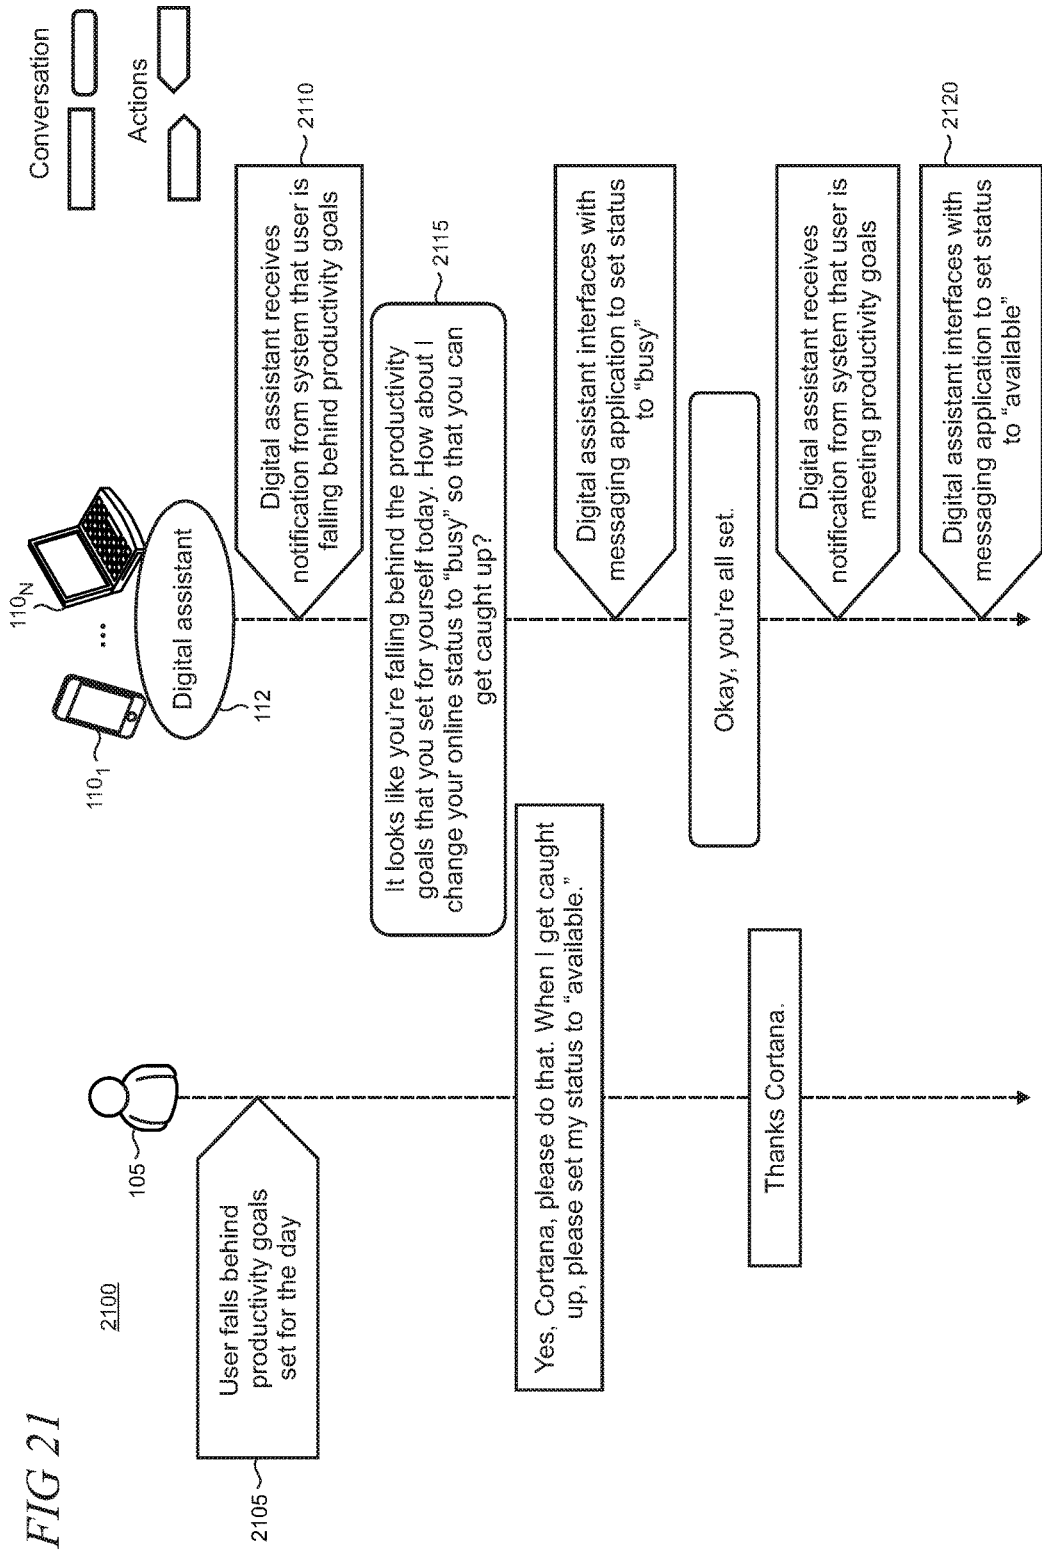 FIG 21
2100
Conversation
Actions
105
110₁
...
110N
Digital assistant
112
User falls behind
productivity goals
set for the day
2105
Digital assistant receives
notification from system that user is
falling behind productivity goals
2110
It looks like you're falling behind the productivity
goals that you set for yourself today. How about I
change your online status to “busy” so that you can
get caught up?
2115
Yes, Cortana, please do that. When I get caught
up, please set my status to “available.”
Digital assistant interfaces with
messaging application to set status
to “busy”
Okay, you're all set.
Thanks Cortana.
Digital assistant receives
notification from system that user is
meeting productivity goals
Digital assistant interfaces with
messaging application to set status
to “available”
2120